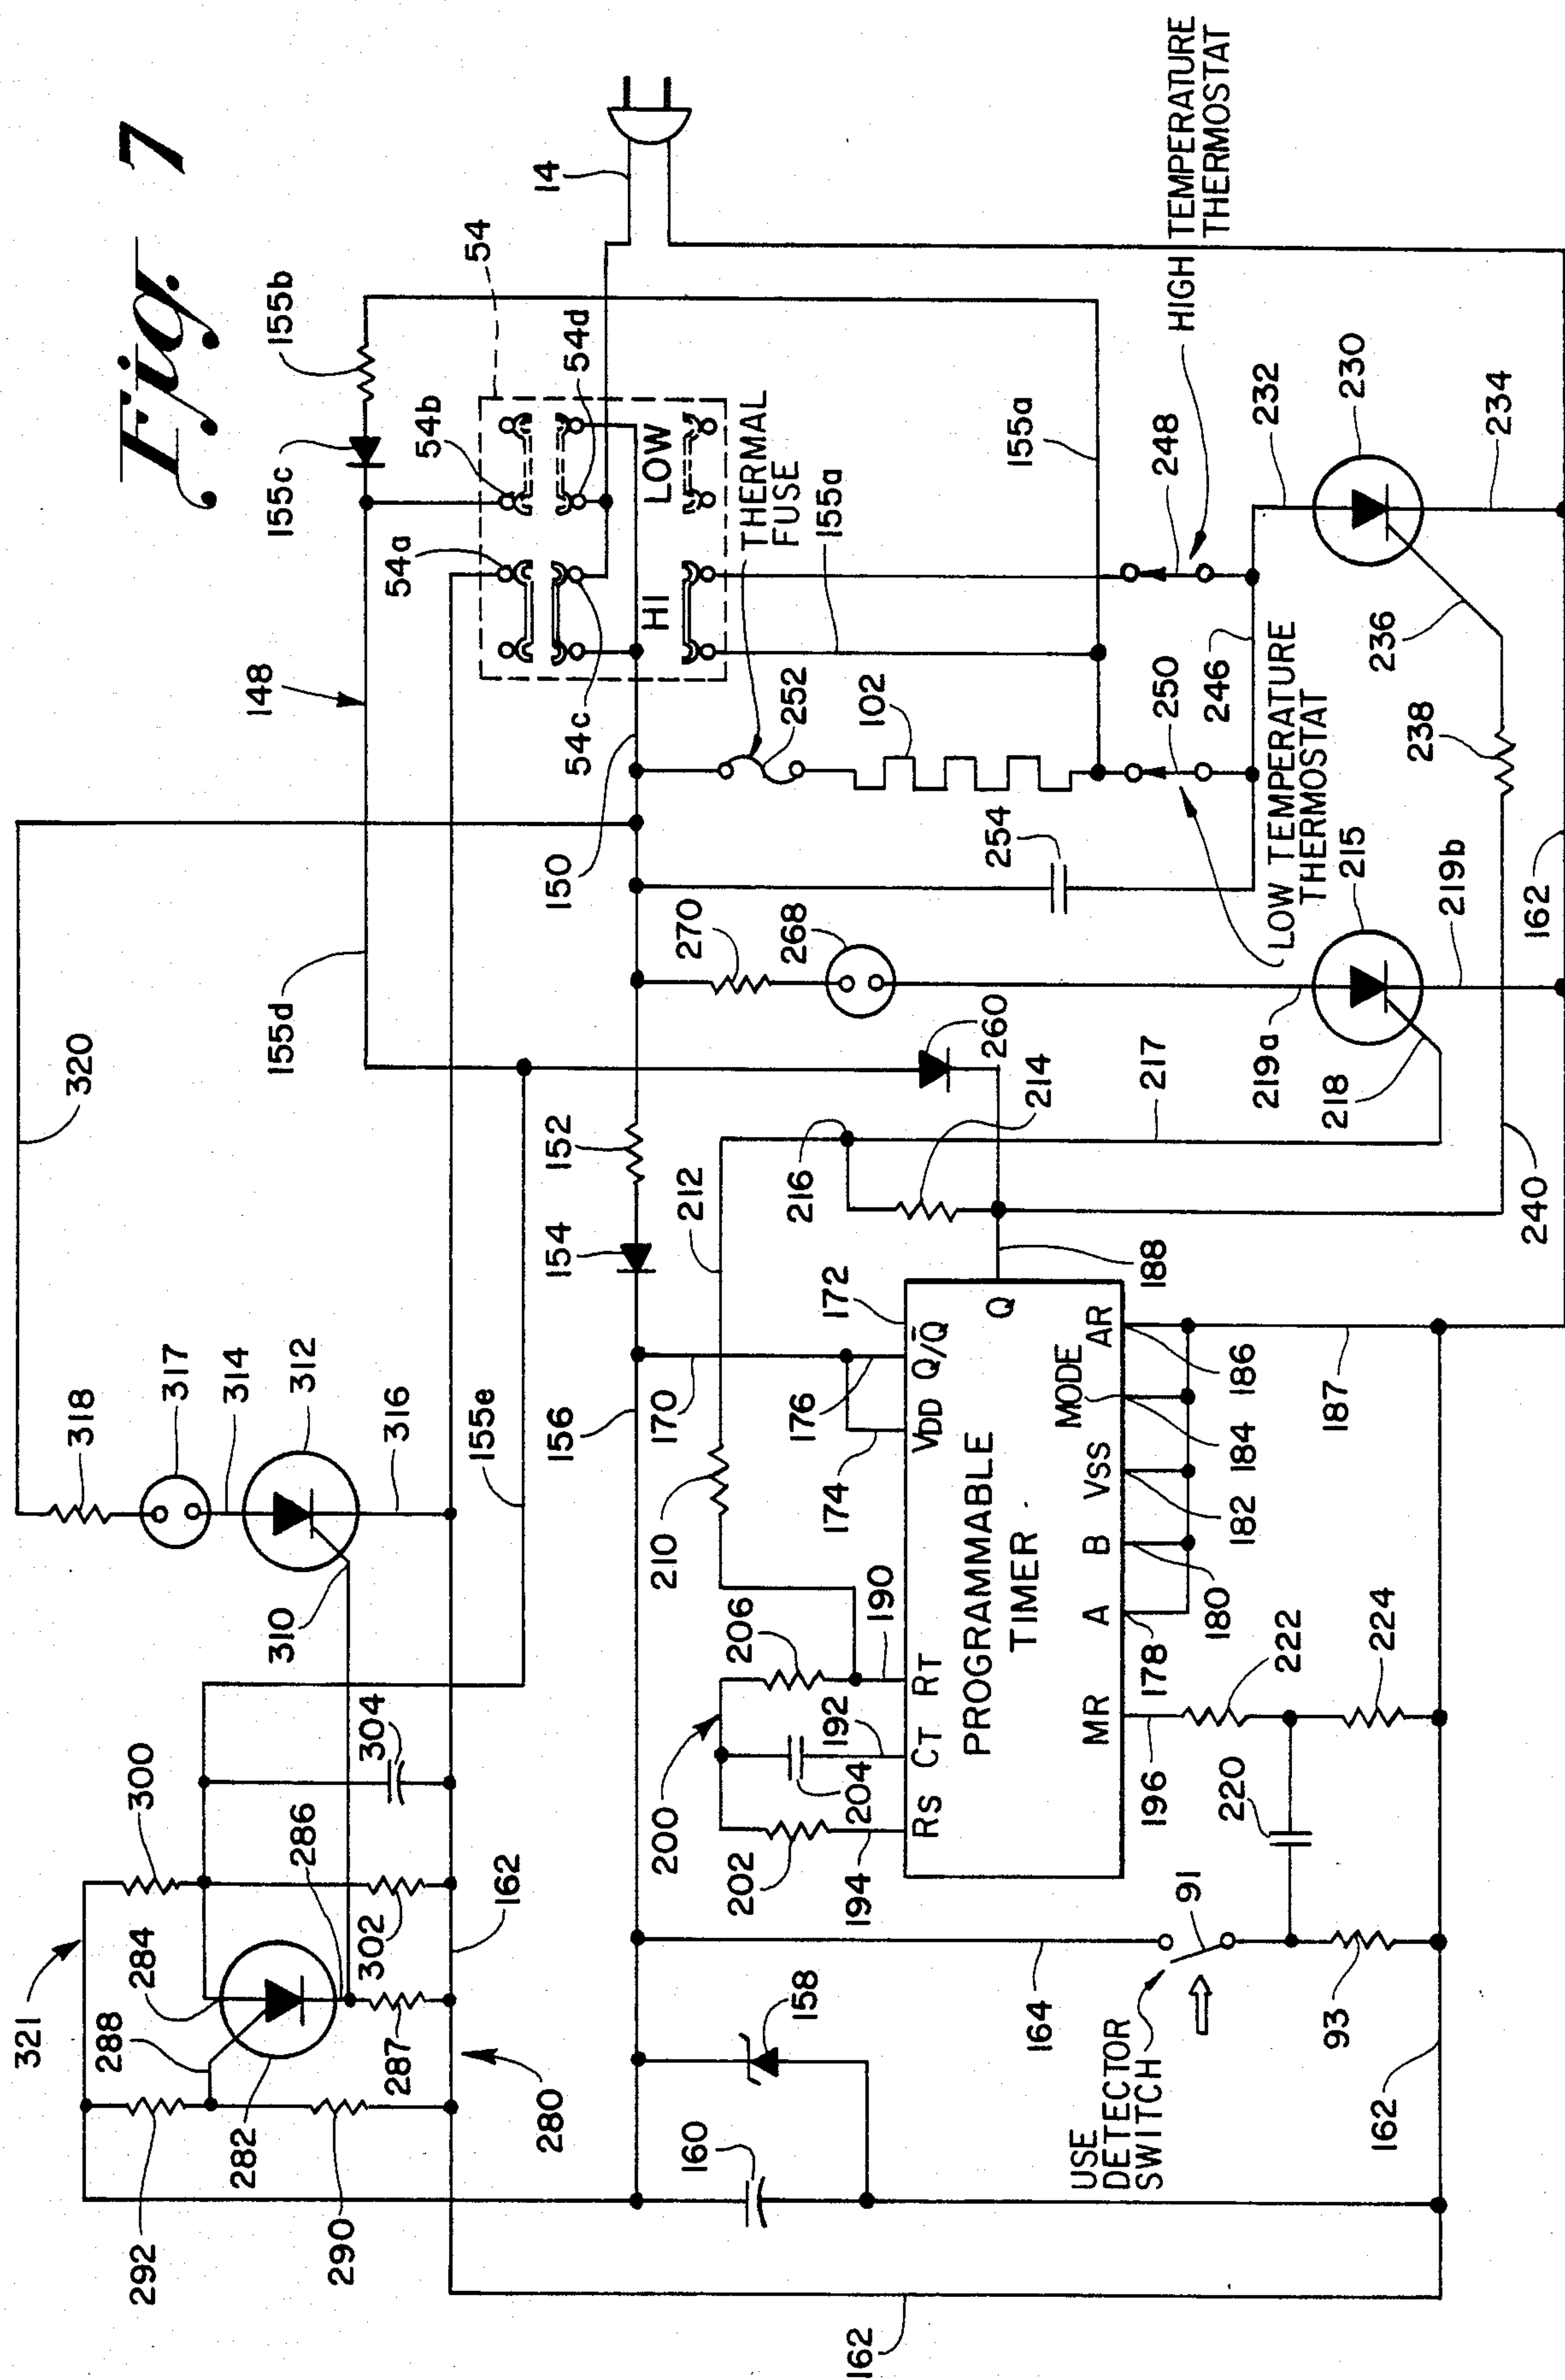 Fig. 7
320
318
317
314
312
316
310
321
300
304
284
288
286
302
162
282
287
292
290
280
155d
148
155c
155b
54
54a
54b
54d
54c
HI
LOW
14
155e
154
152
150
156
THERMAL
FUSE
252
102
155a
155a
254
270
268
212
216
260
214
217
170
176
174
172
210
206
190
200
192
204
202
194
VDD
Q/Q̄
Q
188
RS
CT
RT
PROGRAMMABLE
TIMER
MR
A
B
VSS
MODE
AR
196
178
180
182
184
186
187
222
224
220
160
158
164
91
USE
DETECTOR
SWITCH
93
162
162
219a
218
215
219b
LOW TEMPERATURE
THERMOSTAT
250
246
248
HIGH TEMPERATURE
THERMOSTAT
232
230
234
236
238
240
162